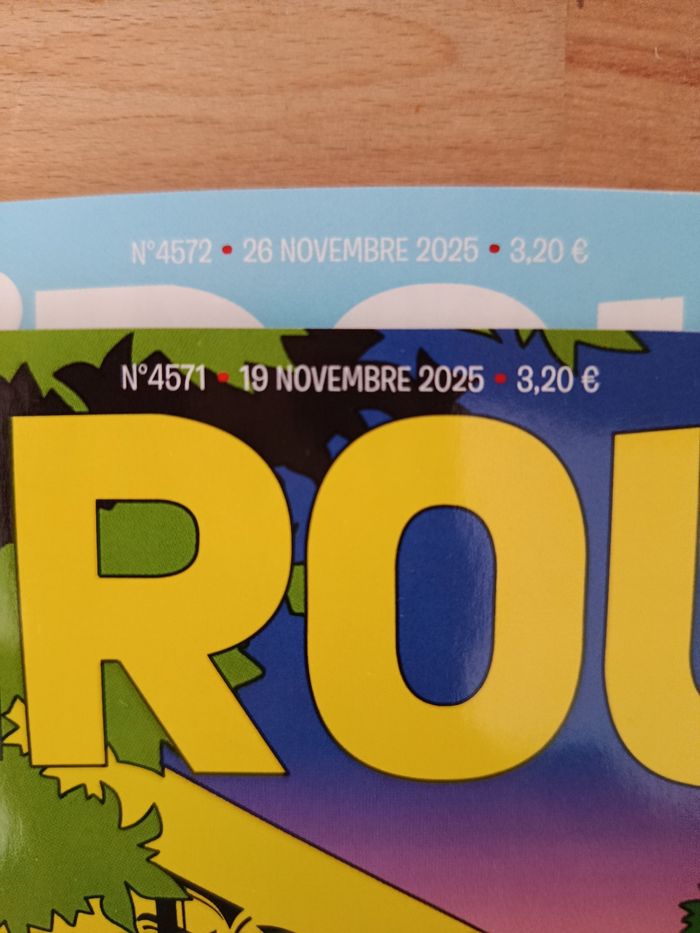 N°4572 • 26 NOVEMBRE 2025 • 3,20 €
N°4571 • 19 NOVEMBRE 2025 • 3,20 €
ROU